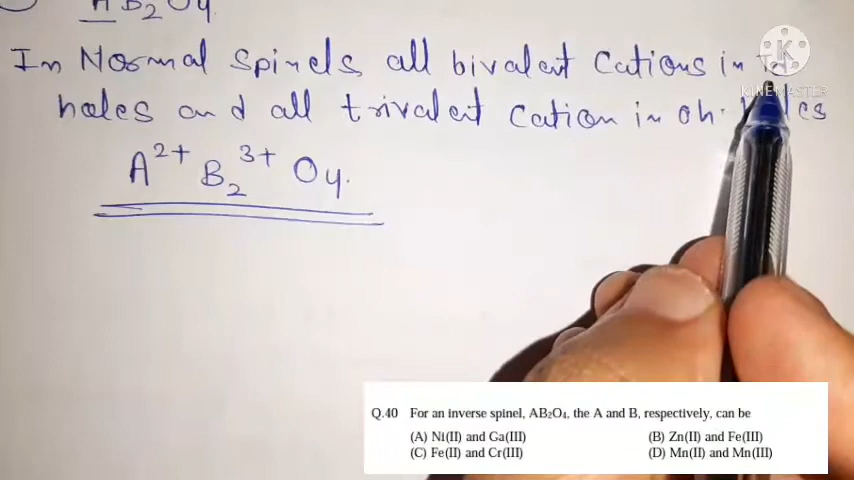 AB2O4
In Normal Spinels all bivalent Cations in Td
holes and all trivalent Cation in Oh. holes
A2+ B2 3+ O4.
K
KINEMASTER
Q.40 For an inverse spinel, AB2O4, the A and B, respectively, can be
(A) Ni(II) and Ga(III) (B) Zn(II) and Fe(III)
(C) Fe(II) and Cr(III) (D) Mn(II) and Mn(III)